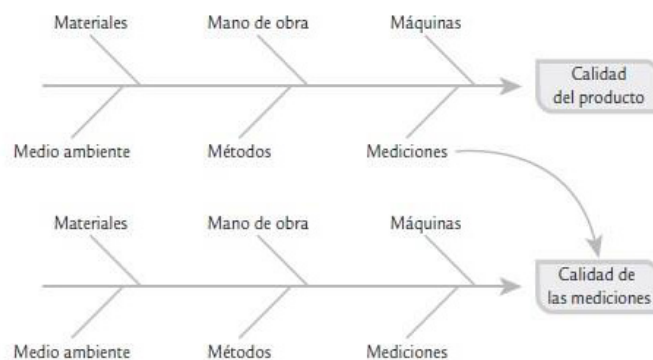 Materiales
Mano de obra
Máquinas
Calidad
del producto
Medio ambiente
Métodos
Mediciones
Materiales
Mano de obra
Máquinas
Calidad de
las mediciones
Medio ambiente
Métodos
Mediciones